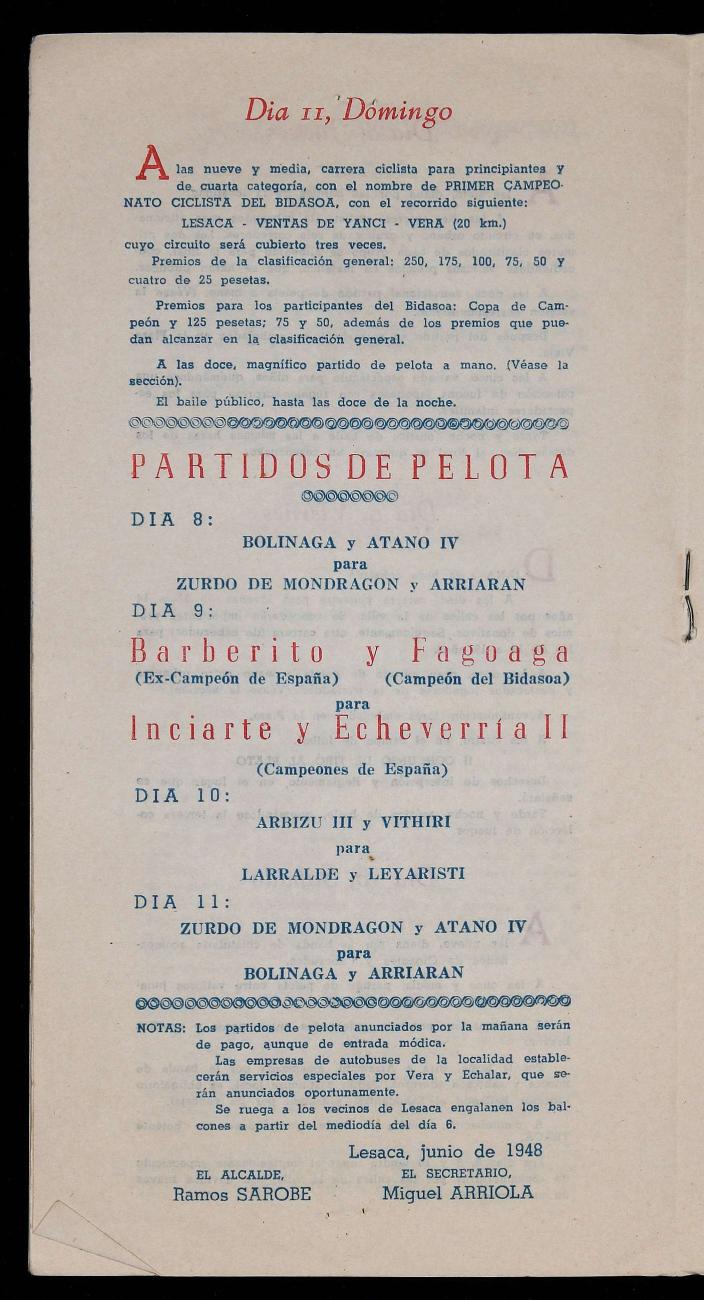 Dia 11, Domingo
A las nueve y media, carrera ciclista para principiantes y
de cuarta categoría, con el nombre de PRIMER CAMPEO-
NATO CICLISTA DEL BIDASOA, con el recorrido siguiente:
LESACA - VENTAS DE YANCI - VERA (20 km.)
cuyo circuito será cubierto tres veces.
Premios de la clasificación general: 250, 175, 100, 75, 50 y
cuatro de 25 pesetas.
Premios para los participantes del Bidasoa: Copa de Cam-
peón y 125 pesetas; 75 y 50, además de los premios que pue-
dan alcanzar en la clasificación general.
A las doce, magnífico partido de pelota a mano. (Véase la
sección).
El baile público, hasta las doce de la noche.
PARTIDOS DE PELOTA
DIA 8:
BOLINAGA y ATANO IV
para
ZURDO DE MONDRAGON y ARRIARAN
DIA 9:
Barberito y Fagoaga
(Ex-Campeón de España) (Campeón del Bidasoa)
para
Inciarte y Echeverría II
(Campeones de España)
DIA 10:
ARBIZU III y VITHIRI
para
LARRALDE y LEYARISTI
DIA 11:
ZURDO DE MONDRAGON y ATANO IV
para
BOLINAGA y ARRIARAN
NOTAS: Los partidos de pelota anunciados por la mañana serán
de pago, aunque de entrada módica.
Las empresas de autobuses de la localidad estable-
cerán servicios especiales por Vera y Echalar, que se-
rán anunciados oportunamente.
Se ruega a los vecinos de Lesaca engalanen los bal-
cones a partir del mediodía del día 6.
Lesaca, junio de 1948
EL ALCALDE, EL SECRETARIO,
Ramos SAROBE Miguel ARRIOLA